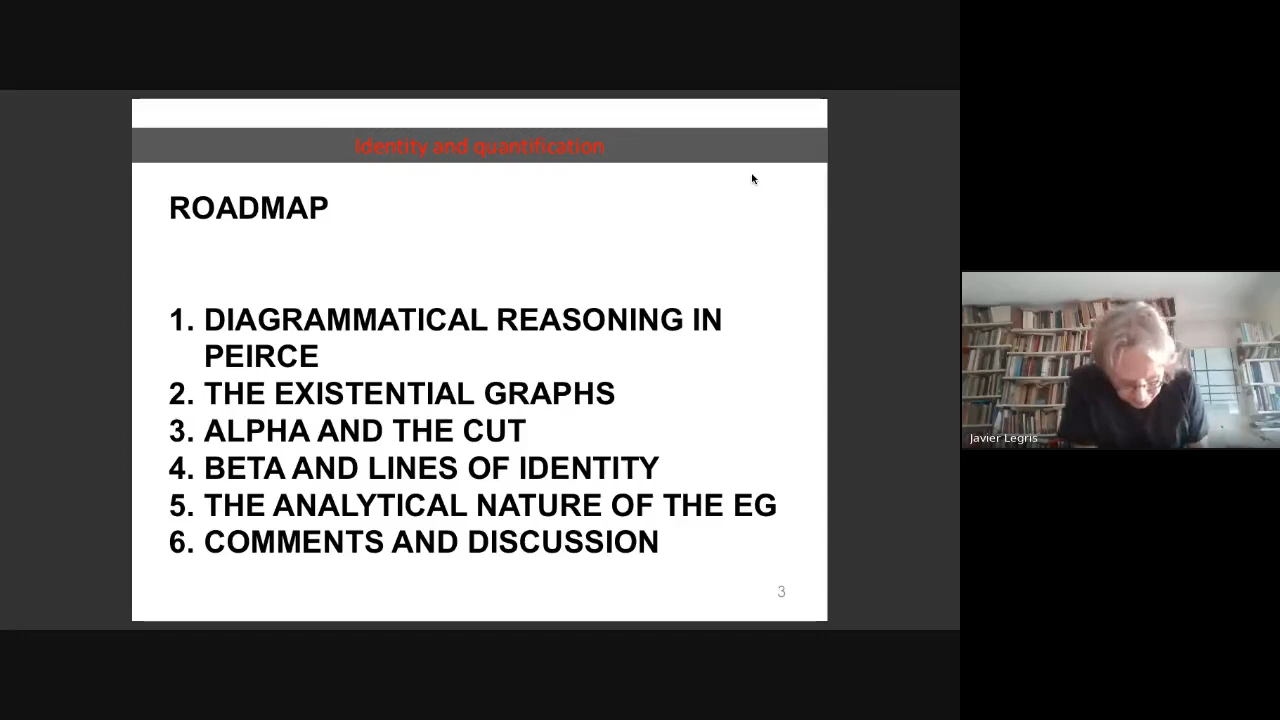 Identity and quantification
ROADMAP
1. DIAGRAMMATICAL REASONING IN
PEIRCE
2. THE EXISTENTIAL GRAPHS
3. ALPHA AND THE CUT
4. BETA AND LINES OF IDENTITY
5. THE ANALYTICAL NATURE OF THE EG
6. COMMENTS AND DISCUSSION
3
Javier Legris